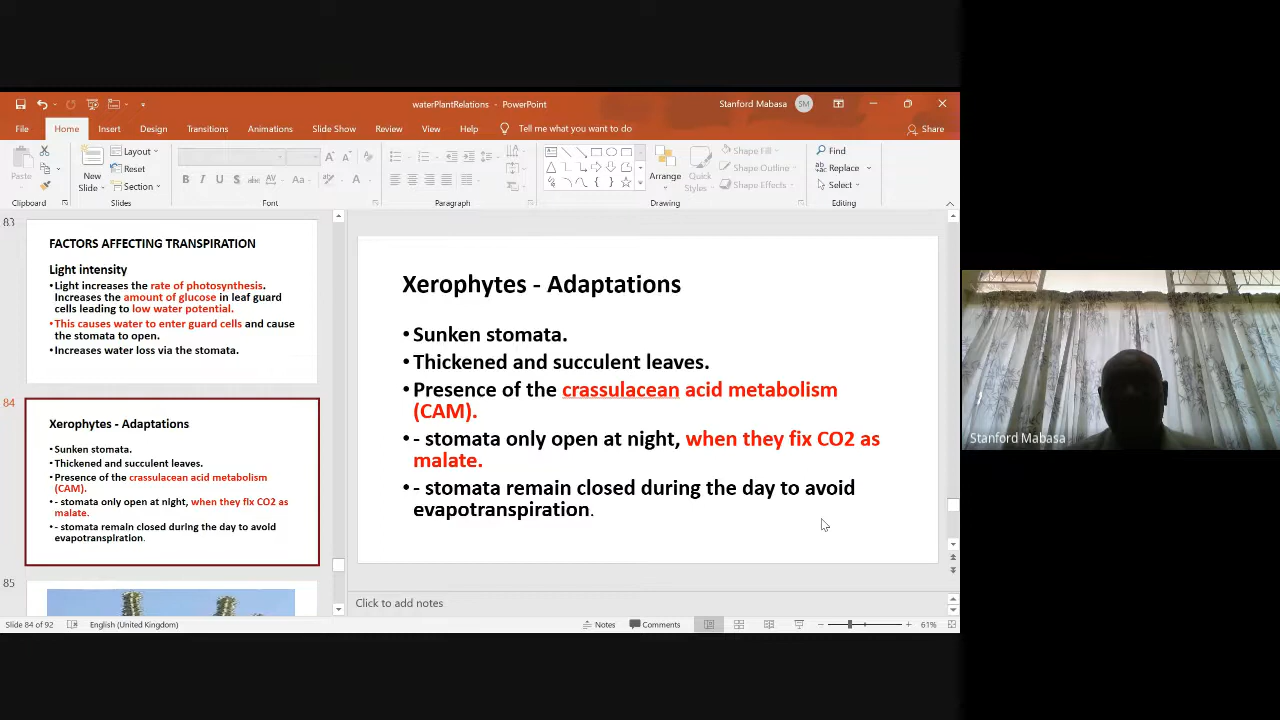 waterPlantRelations - PowerPoint
Stanford Mabasa
SM
File
Home
Insert
Design
Transitions
Animations
Slide Show
Review
View
Help
Tell me what you want to do
Share
Paste
New
Slide
Layout
Reset
Section
B I U S abc AV Aa A
Arrange
Quick
Styles
Shape Fill
Shape Outline
Shape Effects
Find
Replace
Select
Clipboard
Slides
Font
Paragraph
Drawing
Editing
83
FACTORS AFFECTING TRANSPIRATION
Light intensity
•Light increases the rate of photosynthesis.
Increases the amount of glucose in leaf guard
cells leading to low water potential.
•This causes water to enter guard cells and cause
the stomata to open.
•Increases water loss via the stomata.
84
Xerophytes - Adaptations
•Sunken stomata.
•Thickened and succulent leaves.
•Presence of the crassulacean acid metabolism
(CAM).
•- stomata only open at night, when they fix CO2 as
malate.
•- stomata remain closed during the day to avoid
evapotranspiration.
85
Xerophytes - Adaptations
•Sunken stomata.
•Thickened and succulent leaves.
•Presence of the crassulacean acid metabolism
(CAM).
•- stomata only open at night, when they fix CO2 as
malate.
•- stomata remain closed during the day to avoid
evapotranspiration.
Click to add notes
Slide 84 of 92
English (United Kingdom)
Notes
Comments
61%
Stanford Mabasa